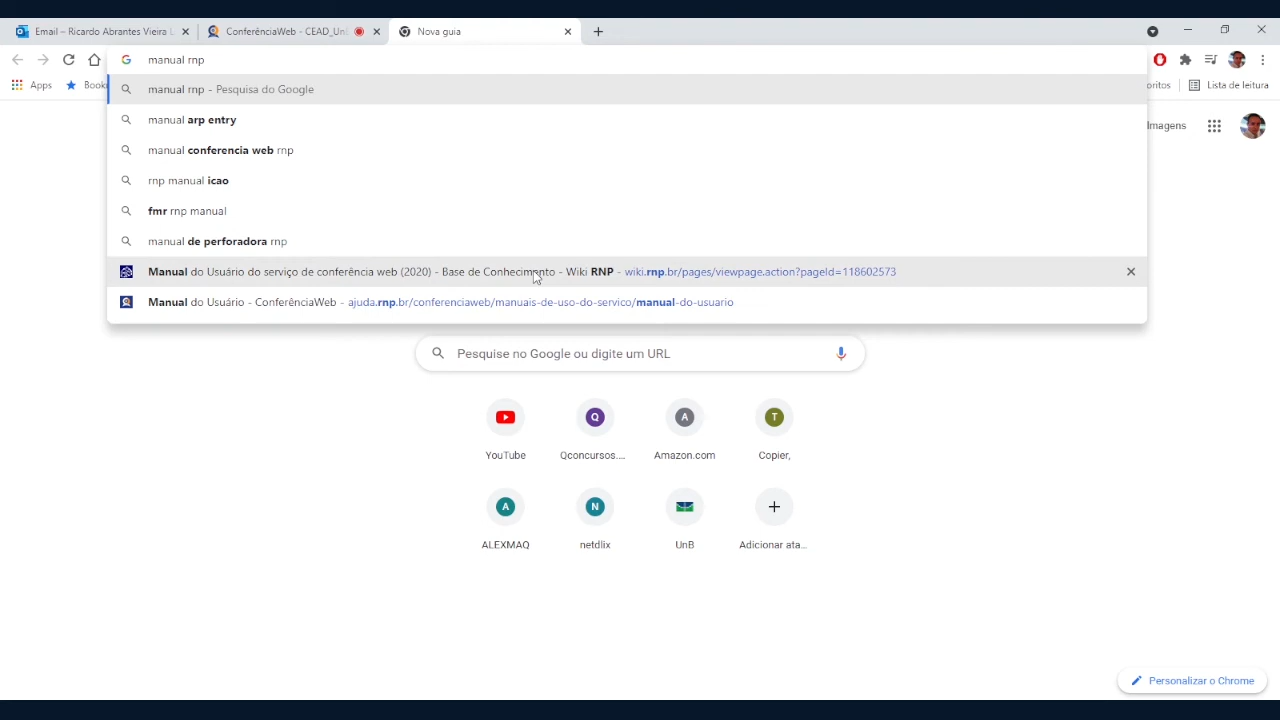 Email – Ricardo Abrantes Vieira
ConferênciaWeb - CEAD_Un
Nova guia
manual rnp
Apps
Book
oritos
Lista de leitura
manual rnp - Pesquisa do Google
manual arp entry
Imagens
manual conferencia web rnp
rnp manual icao
fmr rnp manual
manual de perforadora rnp
Manual do Usuário do serviço de conferência web (2020) - Base de Conhecimento - Wiki RNP - wiki.rnp.br/pages/viewpage.action?pageId=118602573
Manual do Usuário - ConferênciaWeb - ajuda.rnp.br/conferenciaweb/manuais-de-uso-do-servico/manual-do-usuario
Pesquise no Google ou digite um URL
Q A T
YouTube Qconcursos.... Amazon.com Copier,
A N
ALEXMAQ netdlix UnB Adicionar ata...
Personalizar o Chrome